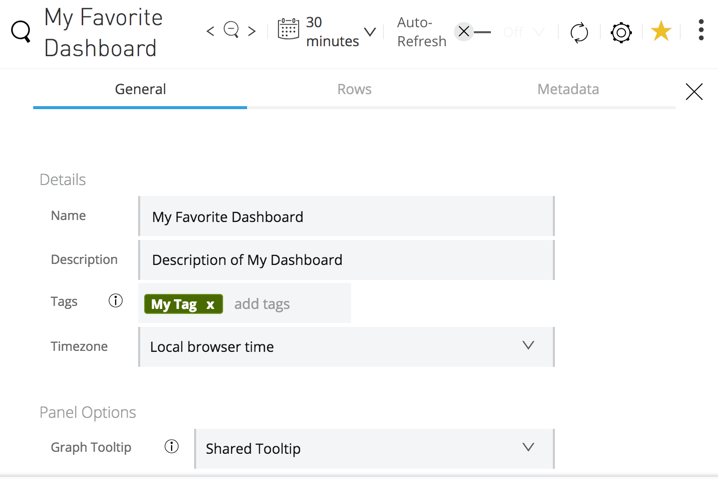 My Favorite
Dashboard
30
minutes
Auto-
Refresh
Off
General
Rows
Metadata
Details
Name
My Favorite Dashboard
Description
Description of My Dashboard
Tags
My Tag x
add tags
Timezone
Local browser time
Panel Options
Graph Tooltip
Shared Tooltip